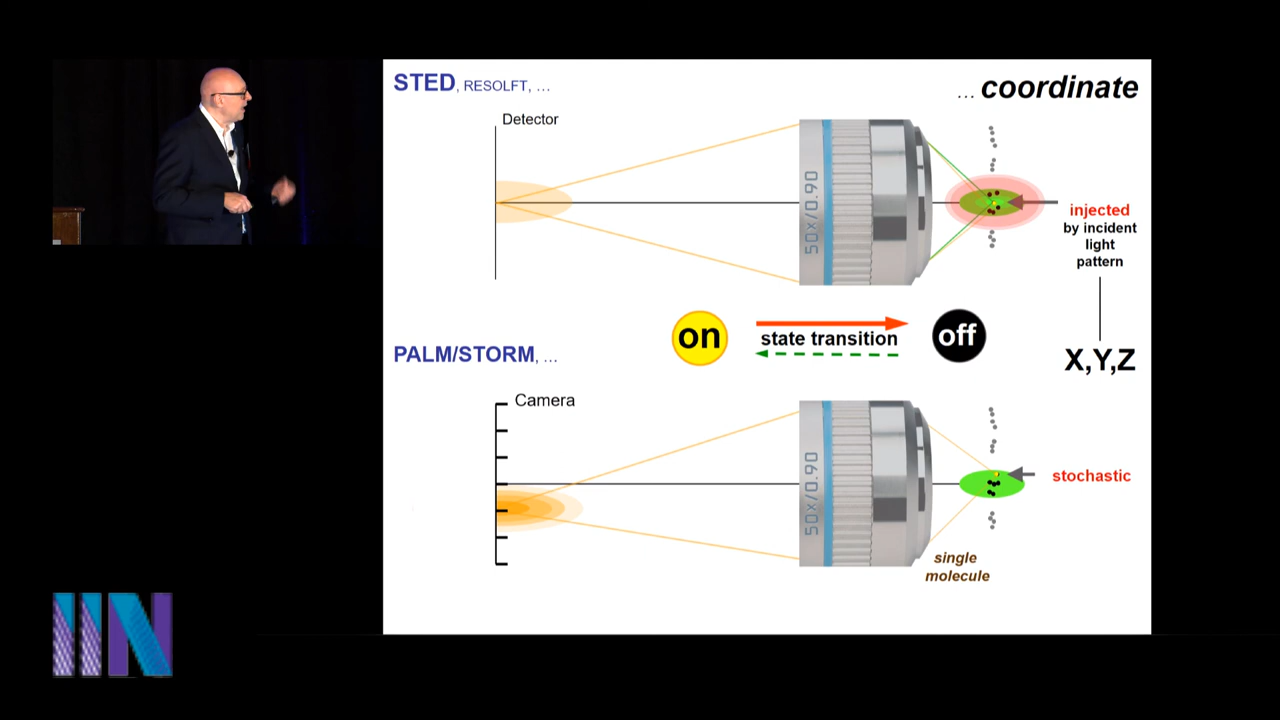 STED, RESOLFT, …
… coordinate
Detector
50x/0.90
injected
by incident
light
pattern
on
state transition
off
X,Y,Z
PALM/STORM, …
Camera
50x/0.90
stochastic
single
molecule
IIN